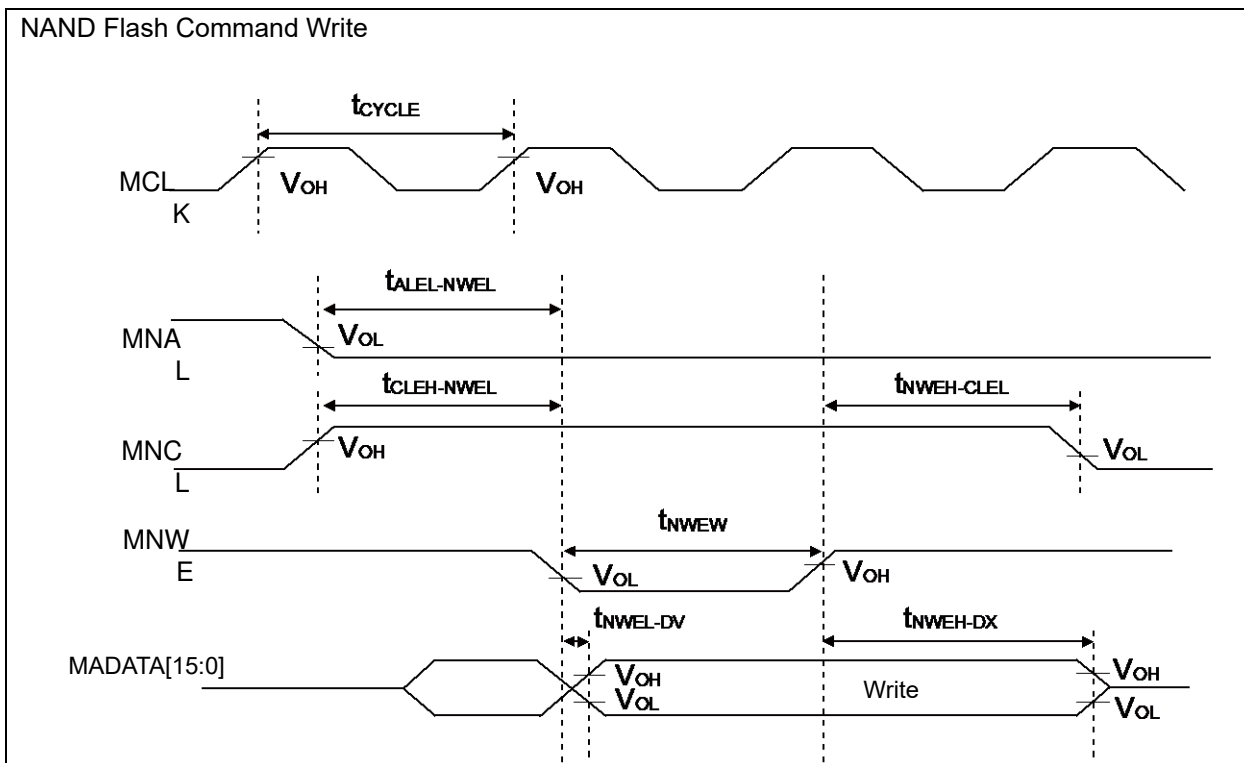 NAND Flash Command Write
tCYCLE
MCL
K
VOH
VOH
tALEL-NWEL
MNA
L
VOL
tCLEH-NWEL
tNWEH-CLEL
MNC
L
VOH
VOL
MNW
E
tNWEW
VOL
VOH
tNWEL-DV
tNWEH-DX
MADATA[15:0]
VOH
VOL
Write
VOH
VOL